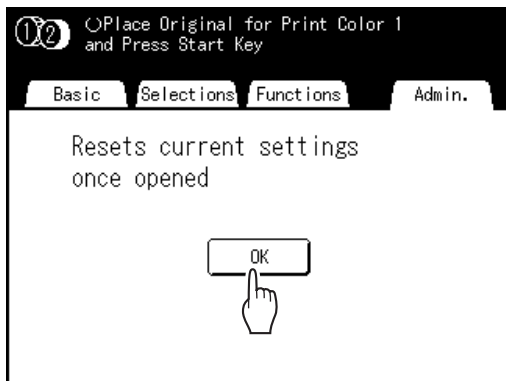 ①② ○Place Original for Print Color 1
and Press Start Key
Basic Selections Functions Admin.
Resets current settings
once opened
OK